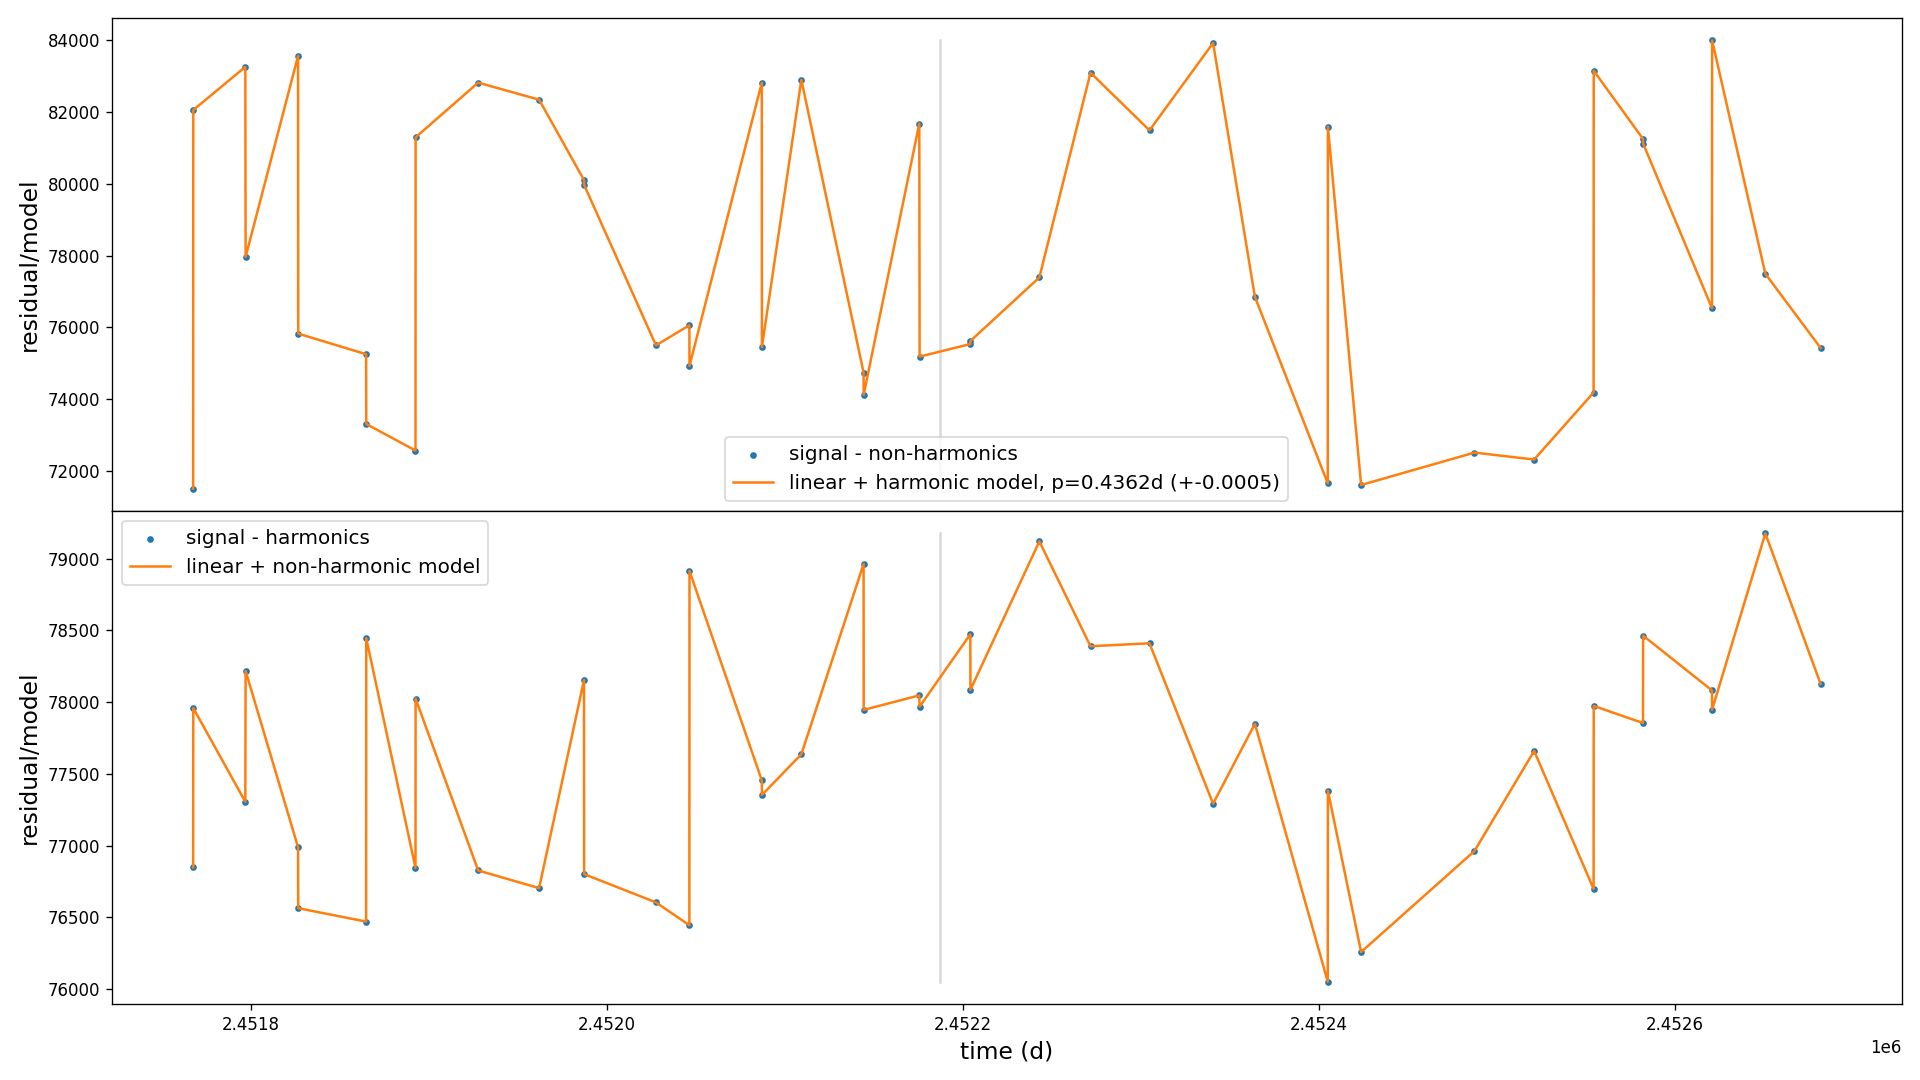 84000
82000
80000
78000
76000
74000
72000
residual/model
signal - non-harmonics
linear + harmonic model, p=0.4362d (+-0.0005)
signal - harmonics
linear + non-harmonic model
79000
78500
78000
77500
77000
76500
76000
residual/model
2.4518
2.4520
2.4522
2.4524
2.4526
1e6
time (d)